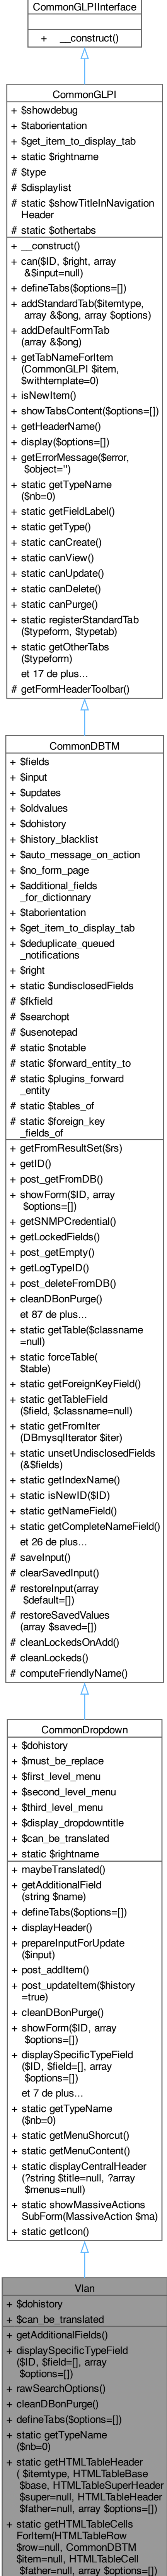 CommonGLPIInterface
+ __construct()
CommonGLPI
+ $showdebug
+ $taborientation
+ $get_item_to_display_tab
+ static $rightname
# $type
# $displaylist
# static $showTitleInNavigation
Header
# static $othertabs
+ __construct()
+ can($ID, $right, array
&$input=null)
+ defineTabs($options=[])
+ addStandardTab($itemtype,
array &$ong, array $options)
+ addDefaultFormTab
(array &$ong)
+ getTabNameForItem
(CommonGLPI $item,
$withtemplate=0)
+ isNewItem()
+ showTabsContent($options=[])
+ getHeaderName()
+ display($options=[])
+ getErrorMessage($error,
$object='')
+ static getTypeName
($nb=0)
+ static getFieldLabel()
+ static getType()
+ static canCreate()
+ static canView()
+ static canUpdate()
+ static canDelete()
+ static canPurge()
+ static registerStandardTab
($typeform, $typetab)
+ static getOtherTabs
($typeform)
et 17 de plus...
# getFormHeaderToolbar()
CommonDBTM
+ $fields
+ $input
+ $updates
+ $oldvalues
+ $dohistory
+ $history_blacklist
+ $auto_message_on_action
+ $no_form_page
+ $additional_fields
_for_dictionnary
+ $taborientation
+ $get_item_to_display_tab
+ $deduplicate_queued
_notifications
+ $right
+ static $undisclosedFields
# $fkfield
# $searchopt
# $usenotepad
# static $notable
# static $forward_entity_to
# static $plugins_forward
_entity
# static $tables_of
# static $foreign_key
_fields_of
+ getFromResultSet($rs)
+ getID()
+ post_getFromDB()
+ showForm($ID, array
$options=[])
+ getSNMPCredential()
+ getLockedFields()
+ post_getEmpty()
+ getLogTypeID()
+ post_deleteFromDB()
+ cleanDBonPurge()
et 87 de plus...
+ static getTable($classname
=null)
+ static forceTable(
$table)
+ static getForeignKeyField()
+ static getTableField
($field, $classname=null)
+ static getFromIter
(DBmysqlIterator $iter)
+ static unsetUndisclosedFields
(&$fields)
+ static getIndexName()
+ static isNewID($ID)
+ static getNameField()
+ static getCompleteNameField()
et 26 de plus...
# saveInput()
# clearSavedInput()
# restoreInput(array
$default=[])
# restoreSavedValues
(array $saved=[])
# cleanLockedsOnAdd()
# cleanLockeds()
# computeFriendlyName()
CommonDropdown
+ $dohistory
+ $must_be_replace
+ $first_level_menu
+ $second_level_menu
+ $third_level_menu
+ $display_dropdowntitle
+ $can_be_translated
+ static $rightname
+ maybeTranslated()
+ getAdditionalField
(string $name)
+ defineTabs($options=[])
+ displayHeader()
+ prepareInputForUpdate
($input)
+ post_addItem()
+ post_updateItem($history
=true)
+ cleanDBonPurge()
+ showForm($ID, array
$options=[])
+ displaySpecificTypeField
($ID, $field=[], array
$options=[])
et 7 de plus...
+ static getTypeName
($nb=0)
+ static getMenuShorcut()
+ static getMenuContent()
+ static displayCentralHeader
(?string $title=null, ?array
$menus=null)
+ static showMassiveActions
SubForm(MassiveAction $ma)
+ static getIcon()
Vlan
+ $dohistory
+ $can_be_translated
+ getAdditionalFields()
+ displaySpecificTypeField
($ID, $field=[], array
$options=[])
+ rawSearchOptions()
+ cleanDBonPurge()
+ defineTabs($options=[])
+ static getTypeName
($nb=0)
+ static getHTMLTableHeader
( $itemtype, HTMLTableBase
$base, HTMLTableSuperHeader
$super=null, HTMLTableHeader
$father=null, array $options=[])
+ static getHTMLTableCells
ForItem(HTMLTableRow
$row=null, CommonDBTM
$item=null, HTMLTableCell
$father=null, array $options=[])